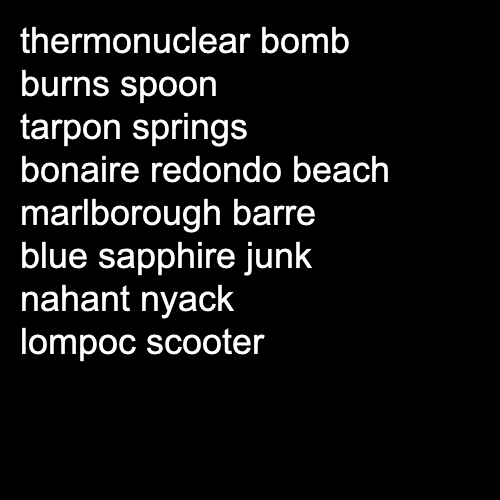 thermonuclear bomb
burns spoon
tarpon springs
bonaire redondo beach
marlborough barre
blue sapphire junk
nahant nyack
lompoc scooter